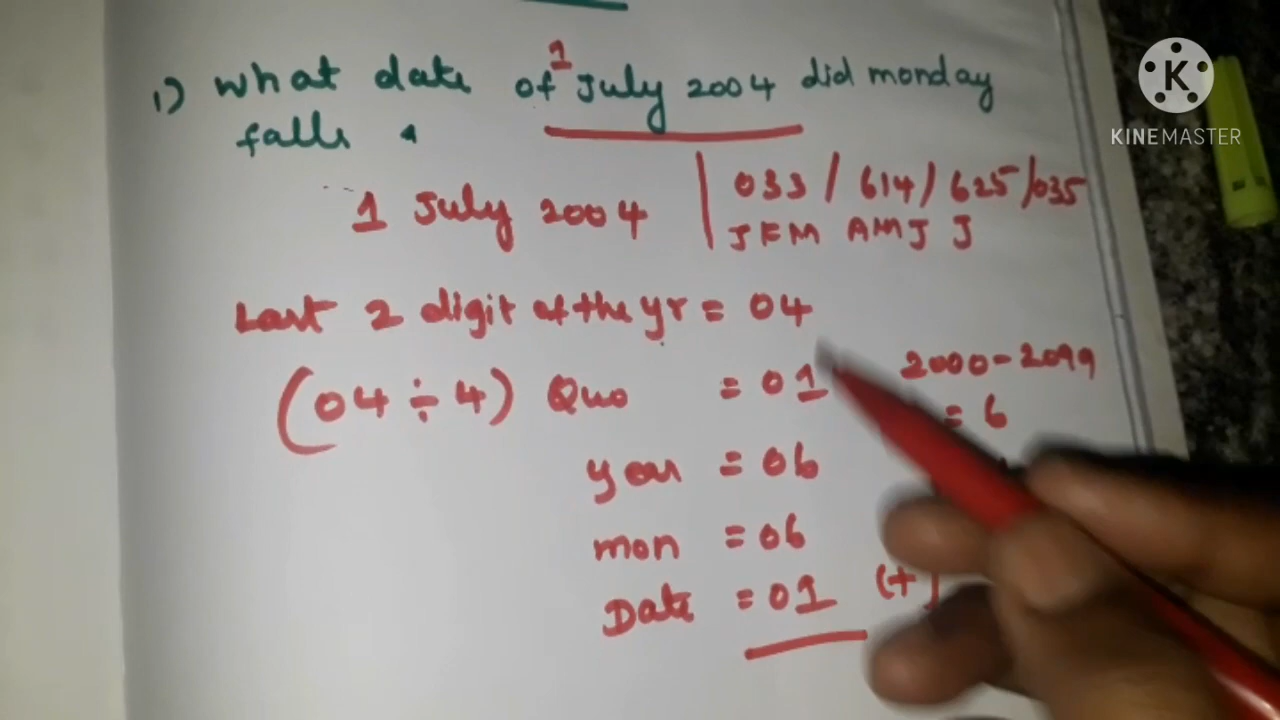 1) What date of 1 July 2004 did monday
falls
1 July 2004 | 033 / 614 / 625 / 035
JFM AMJ J
Last 2 digit of the yr = 04
(04 ÷ 4) Quo = 01
2000-2099
= 6
year = 06
mon = 06
Date = 01 (+)
KINEMASTER